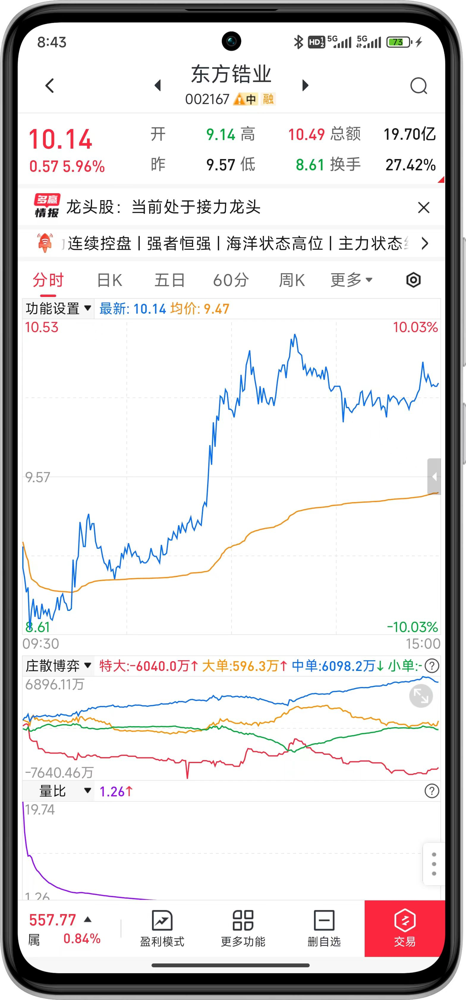 8:43 HD 1 2 5G 5G 73
东方锆业
002167 中 融
10.14 开 9.14 高 10.49 总额 19.70亿
0.57 5.96% 昨 9.57 低 8.61 换手 27.42%
多赢情报 龙头股：当前处于接力龙头
连续控盘 | 强者恒强 | 海洋状态高位 | 主力状态
分时 日K 五日 60分 周K 更多
功能设置 最新: 10.14 均价: 9.47
10.53 10.03%
9.57
8.61 -10.03%
09:30 15:00
庄散博弈 特大:-6040.0万↑ 大单:596.3万↑ 中单:6098.2万↓ 小单:- ?
6896.11万
-7640.46万
量比 1.26↑ ?
19.74
1.26
557.77
属 0.84% 盈利模式 更多功能 删自选 交易